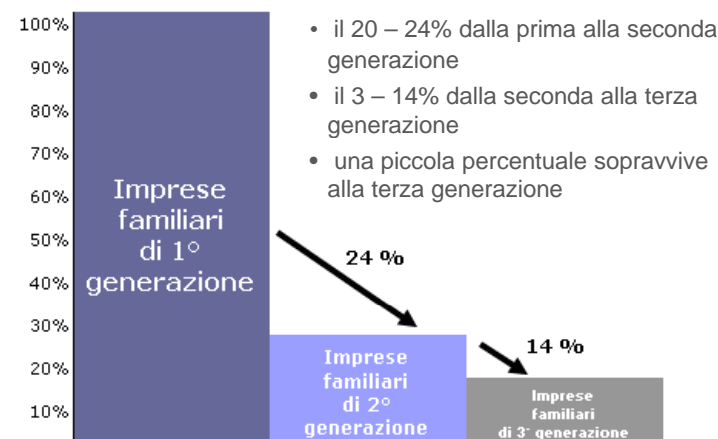 100%
90%
80%
70%
60%
50%
40%
30%
20%
10%
• il 20 – 24% dalla prima alla seconda
generazione
• il 3 – 14% dalla seconda alla terza
generazione
• una piccola percentuale sopravvive
alla terza generazione
Imprese
familiari
di 1°
generazione
24 %
Imprese
familiari
di 2°
generazione
14 %
Imprese
familiari
di 3° generazione